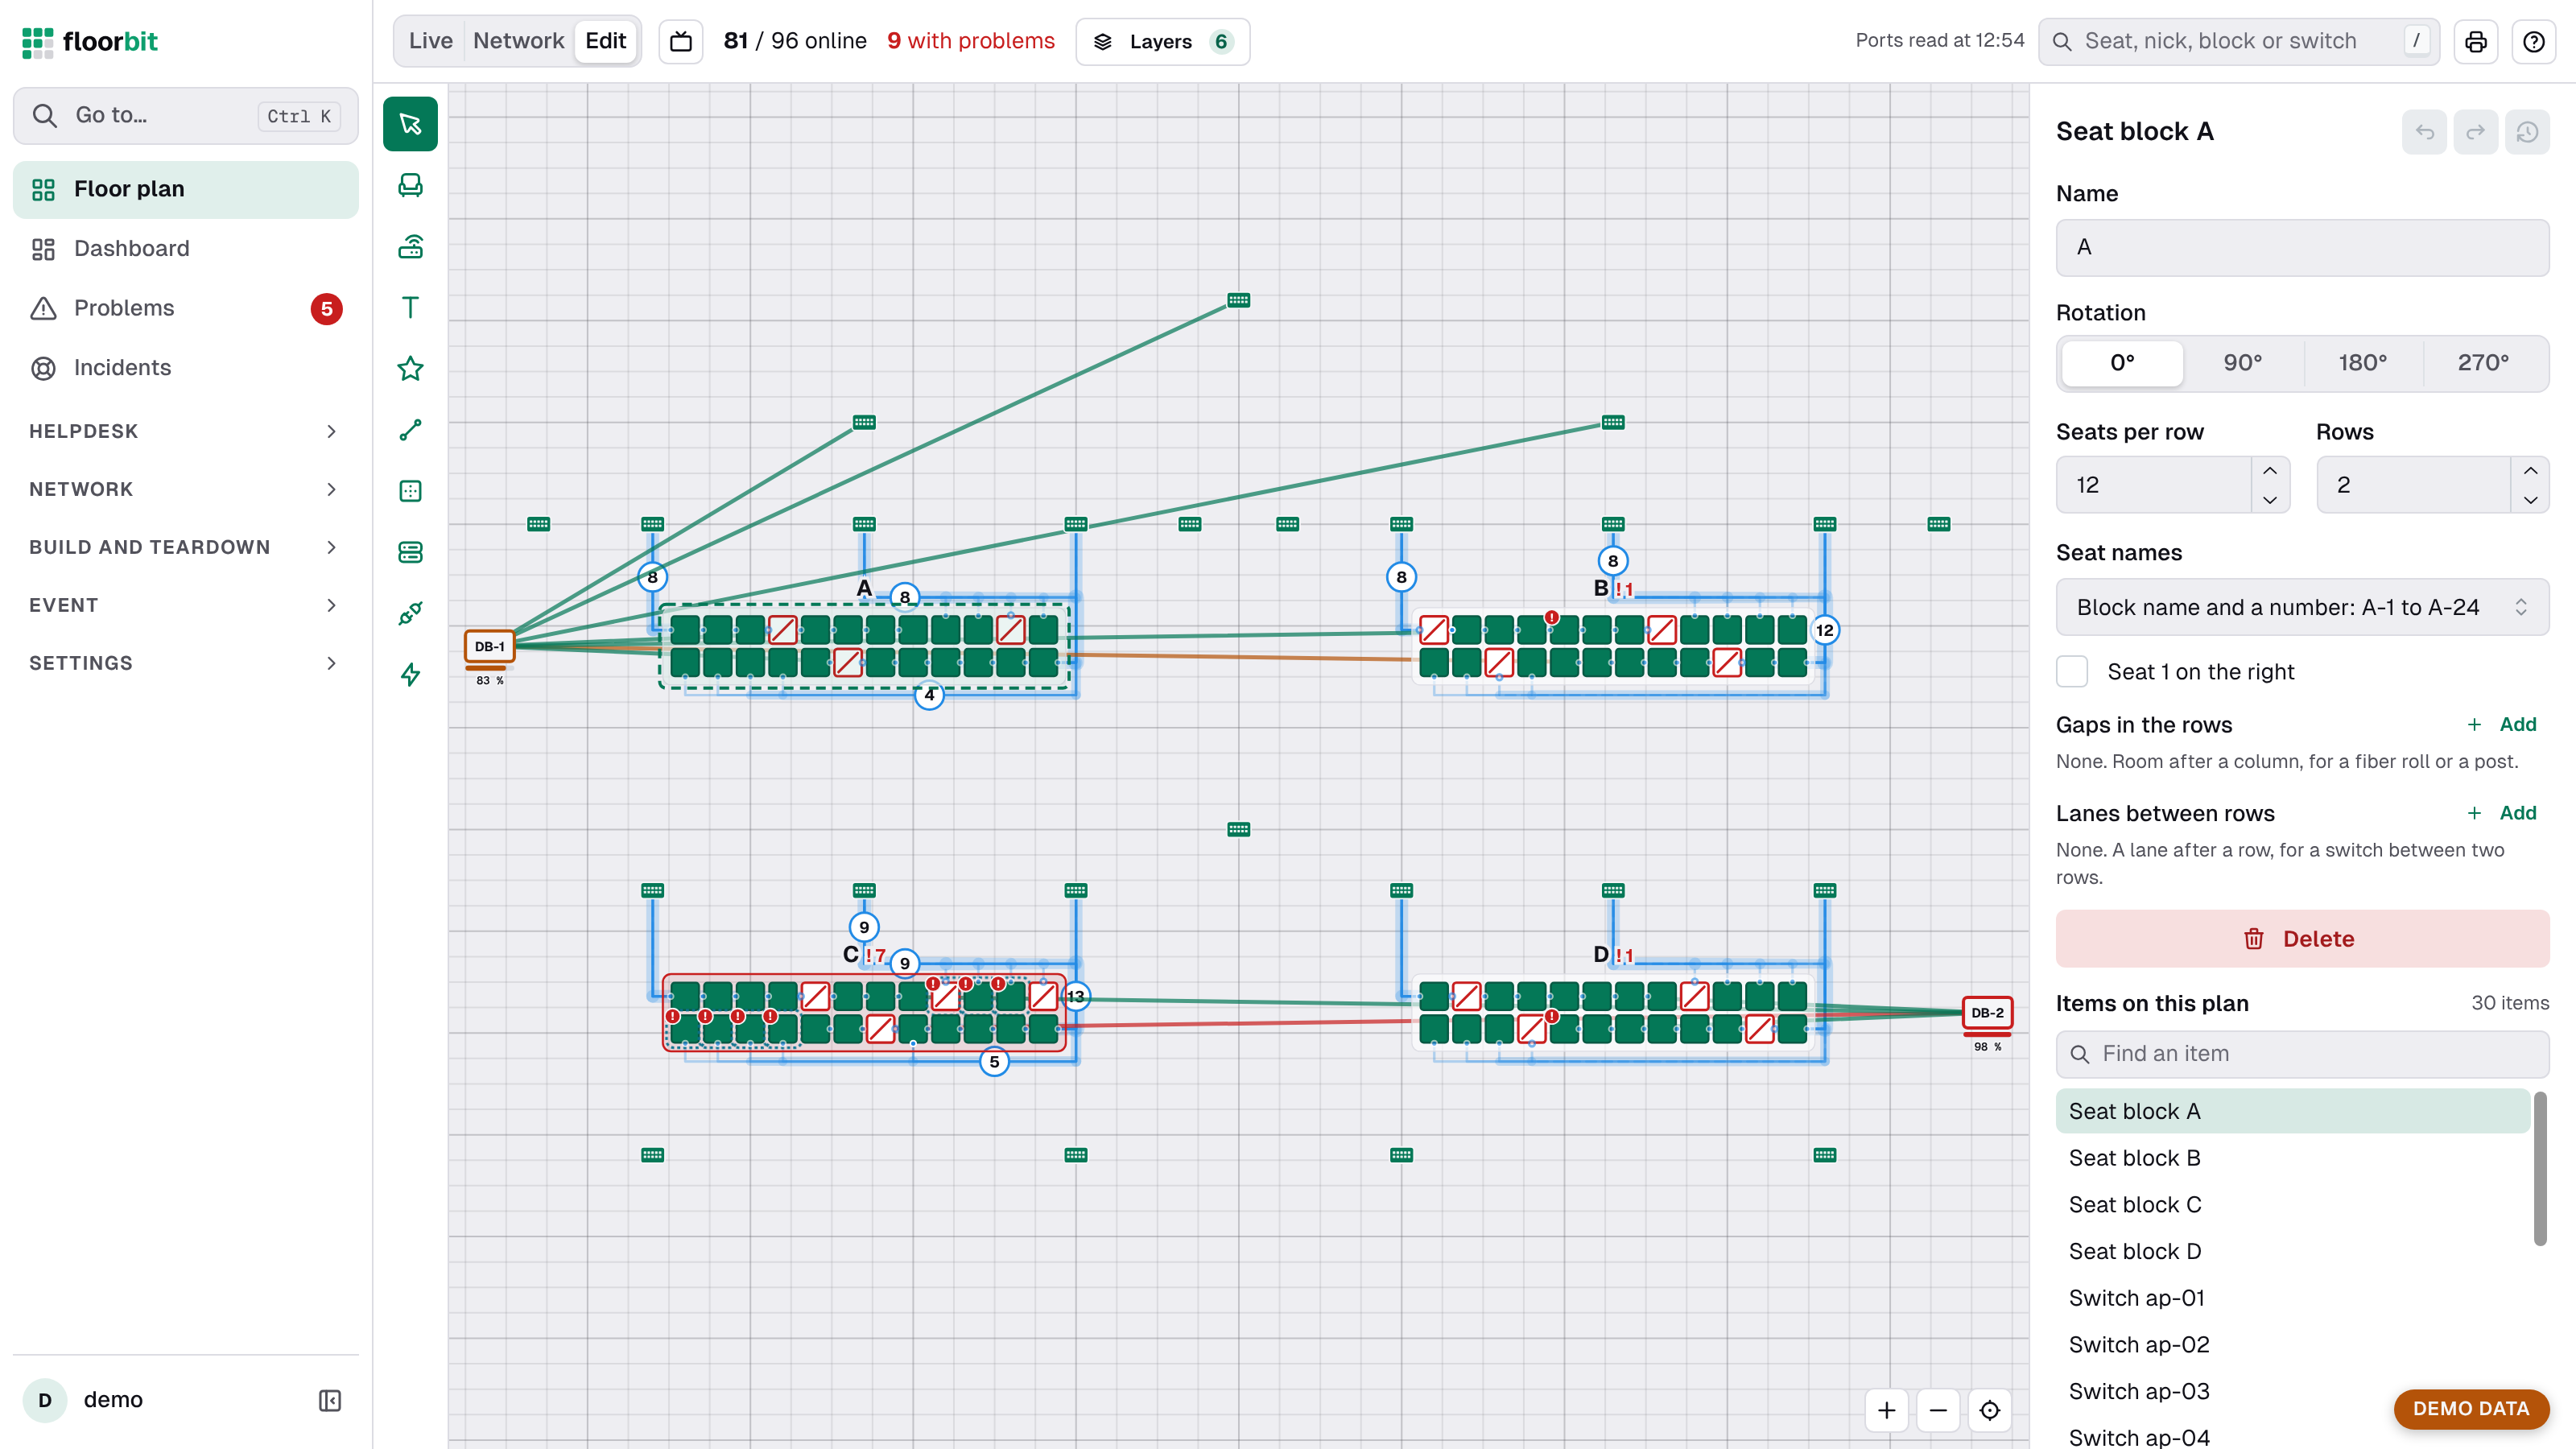 floorbit
Go to...
Ctrl K
Floor plan
Dashboard
Problems
5
Incidents
HELPDESK
NETWORK
BUILD AND TEARDOWN
EVENT
SETTINGS
D
demo
Live
Network
Edit
81 / 96 online
9 with problems
Layers
6
Ports read at 12:54
Seat, nick, block or switch
/
8
A
8
8
8
B !1
12
DB-1
83 %
4
9
C !7
9
D !1
13
5
DB-2
98 %
Seat block A
Name
A
Rotation
0°
90°
180°
270°
Seats per row
Rows
12
2
Seat names
Block name and a number: A-1 to A-24
Seat 1 on the right
Gaps in the rows
+ Add
None. Room after a column, for a fiber roll or a post.
Lanes between rows
+ Add
None. A lane after a row, for a switch between two
rows.
Delete
Items on this plan
30 items
Find an item
Seat block A
Seat block B
Seat block C
Seat block D
Switch ap-01
Switch ap-02
Switch ap-03
Switch ap-04
DEMO DATA